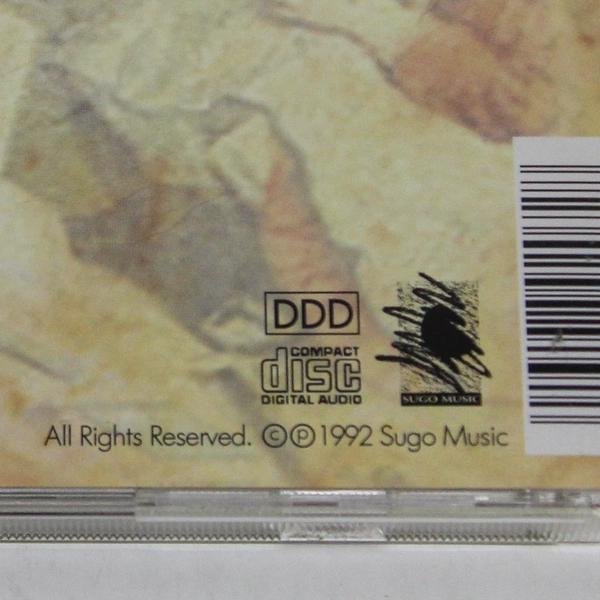 DDD
COMPACT
disc
DIGITAL AUDIO
SUGO MUSIC
All Rights Reserved. ©℗1992 Sugo Music